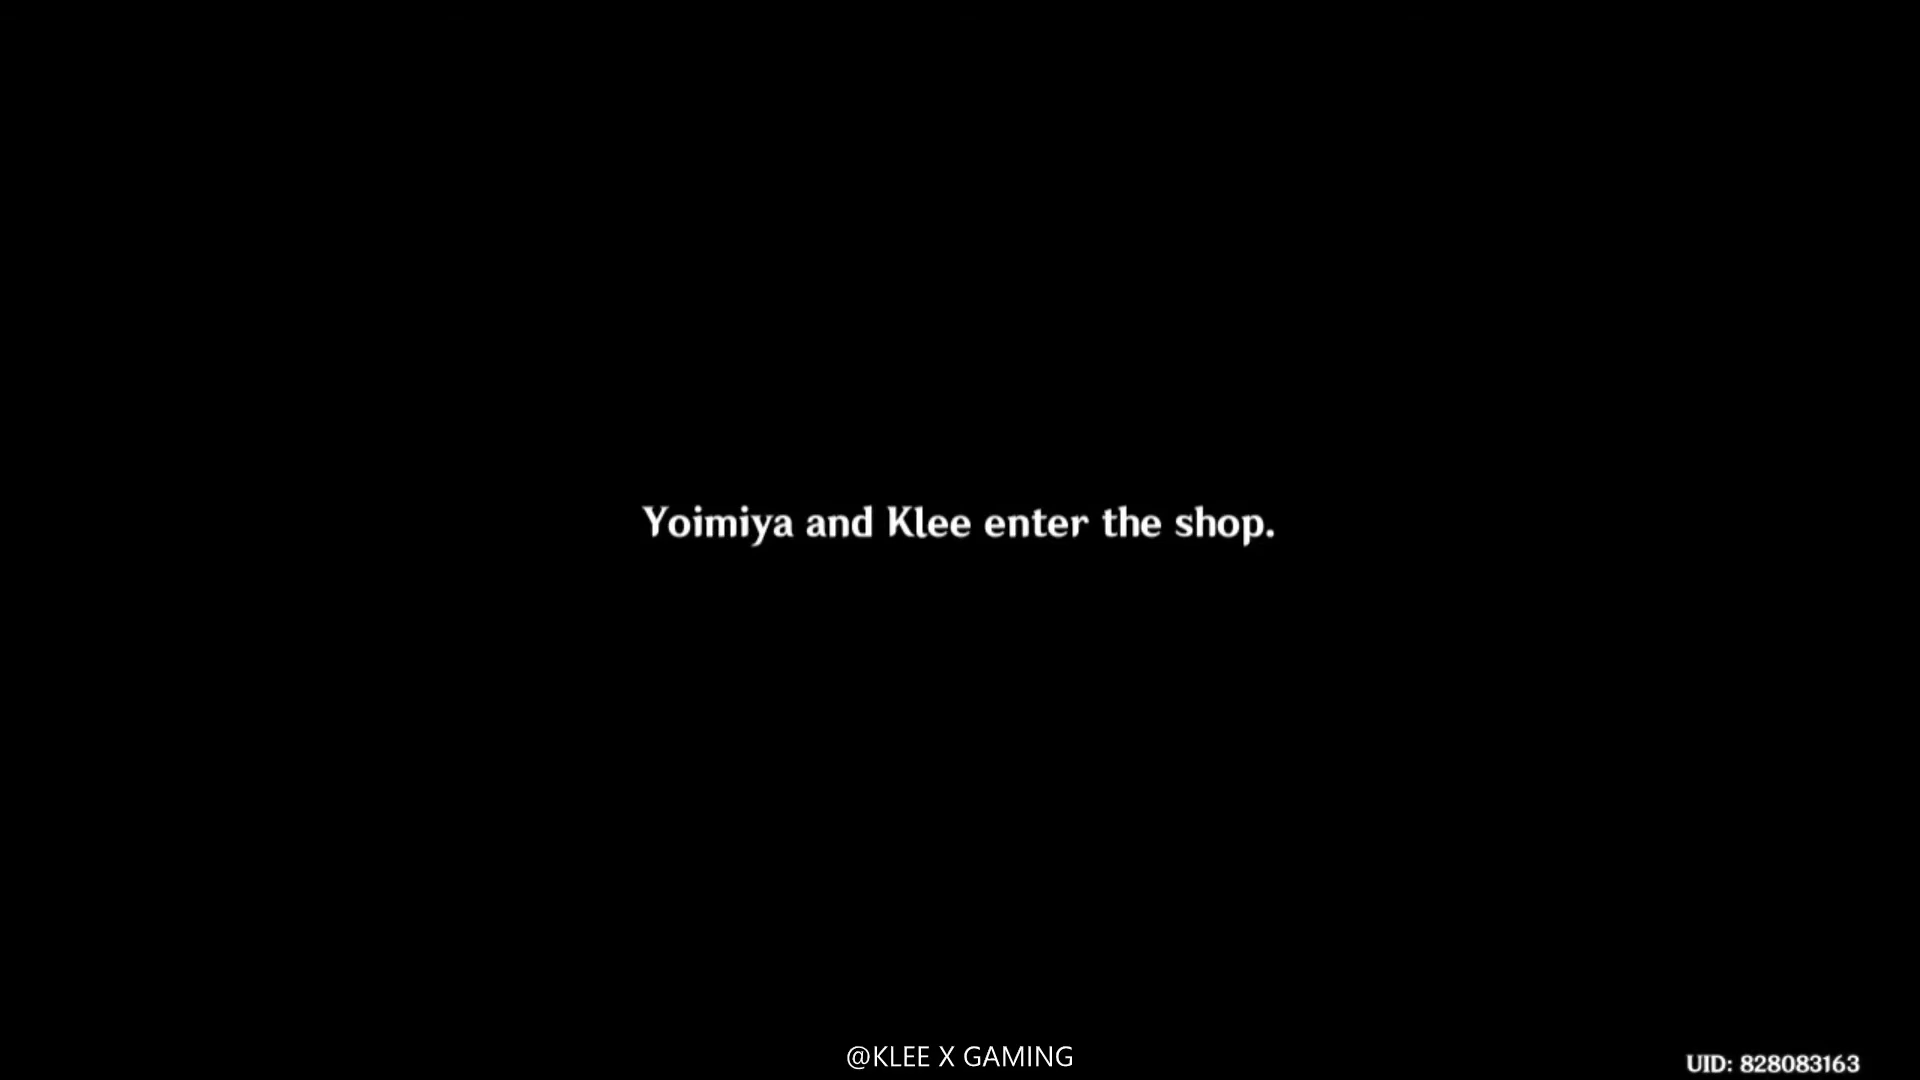 Yoimiya and Klee enter the shop.
@KLEE X GAMING
UID: 828083163